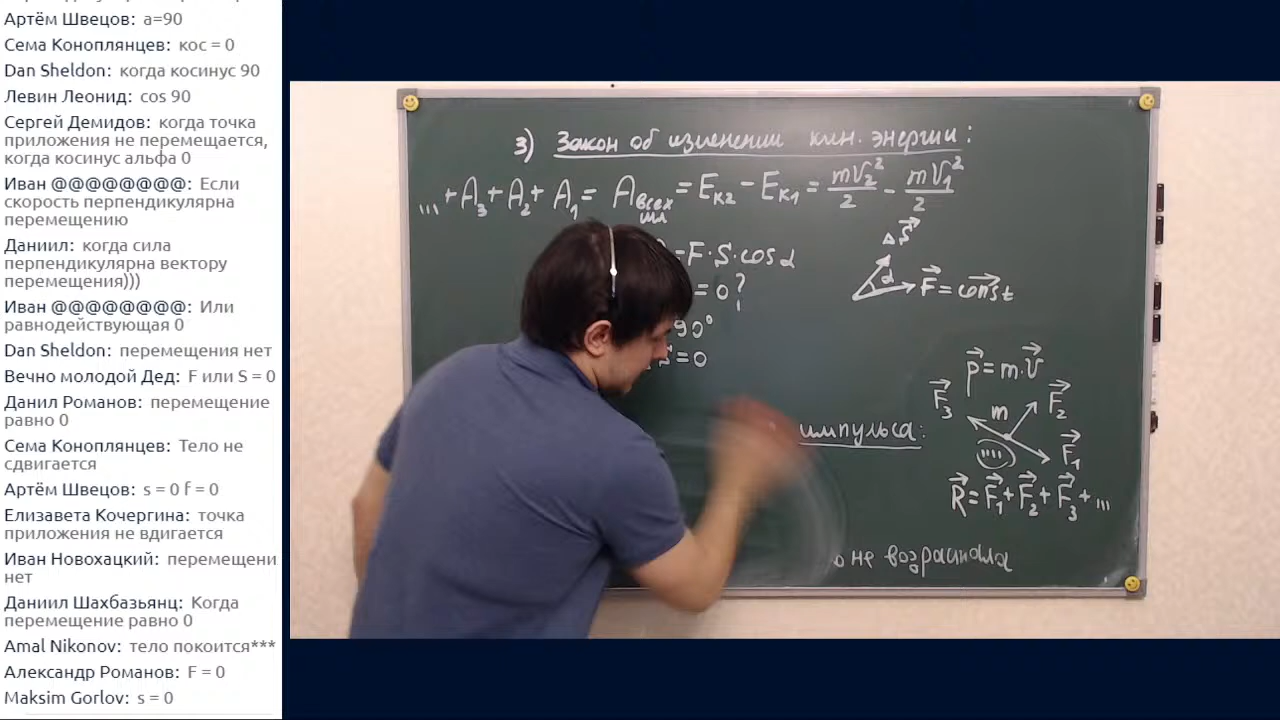 Артём Швецов: a=90
Сема Коноплянцев: кос = 0
Dan Sheldon: когда косинус 90
Левин Леонид: cos 90
Сергей Демидов: когда точка
приложения не перемещается,
когда косинус альфа 0
Иван @@@@@@@@: Если
скорость перпендикулярна
перемещению
Даниил: когда сила
перпендикулярна вектору
перемещения)))
Иван @@@@@@@@: Или
равнодействующая 0
Dan Sheldon: перемещения нет
Вечно молодой Дед: F или S = 0
Данил Романов: перемещение
равно 0
Сема Коноплянцев: Тело не
сдвигается
Артём Швецов: s = 0 f = 0
Елизавета Кочергина: точка
приложения не вдигается
Иван Новохацкий: перемещени
нет
Даниил Шахбазьянц: Когда
перемещение равно 0
Amal Nikonov: тело покоится***
Александр Романов: F = 0
Maksim Gorlov: s = 0
3) Закон об изменении кин. энергии:
... + A₃ + A₂ + A₁ = A всех = Eк2 − Eк1 = mV₂²/2 − mV₁²/2
= F·S·cosα
= 0?
90°
S = 0
ΔS⃗
α
F⃗ = const
p⃗ = m·v⃗
импульса:
F⃗₃
m
F⃗₂
F⃗₁
R⃗ = F⃗₁ + F⃗₂ + F⃗₃ + ...
не возрастала